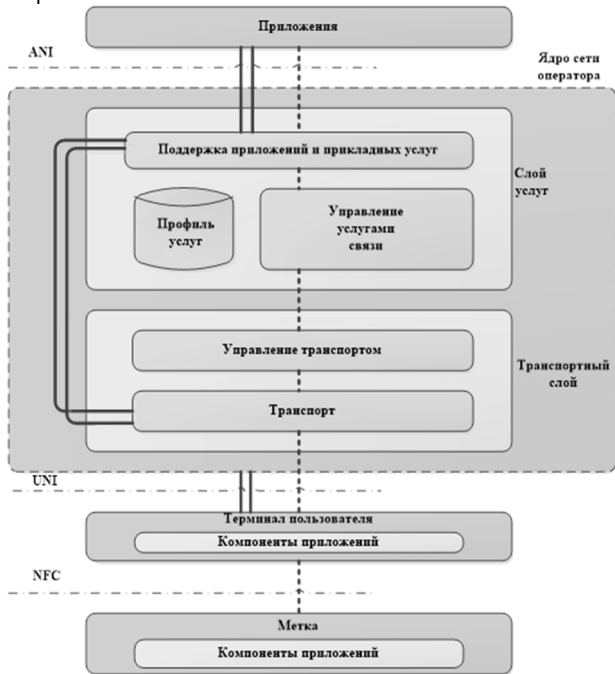 Приложения
ANI
Ядро сети
оператора
Поддержка приложений и прикладных услуг
Слой
услуг
Профиль
услуг
Управление
услугами
связи
Управление транспортом
Транспортный
слой
Транспорт
UNI
Терминал пользователя
Компоненты приложений
NFC
Метка
Компоненты приложений